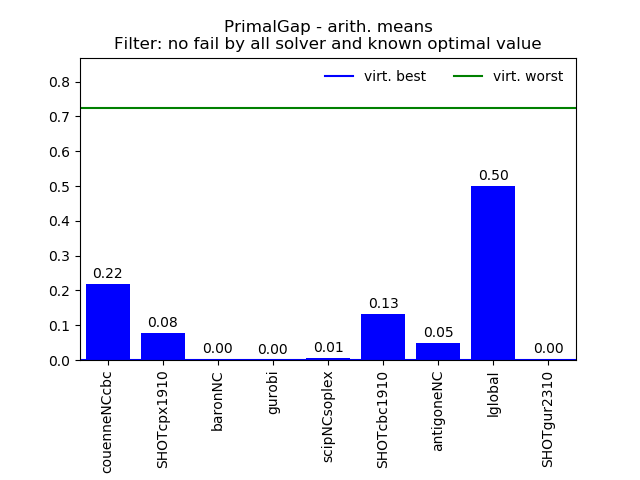 PrimalGap - arith. means
Filter: no fail by all solver and known optimal value
virt. best
virt. worst
0.8
0.7
0.6
0.5
0.4
0.3
0.2
0.1
0.0
0.22
0.08
0.00
0.00
0.01
0.13
0.05
0.50
0.00
couenneNCcbc
SHOTcpx1910
baronNC
gurobi
scipNCsoplex
SHOTcbc1910
antigoneNC
lglobal
SHOTgur2310